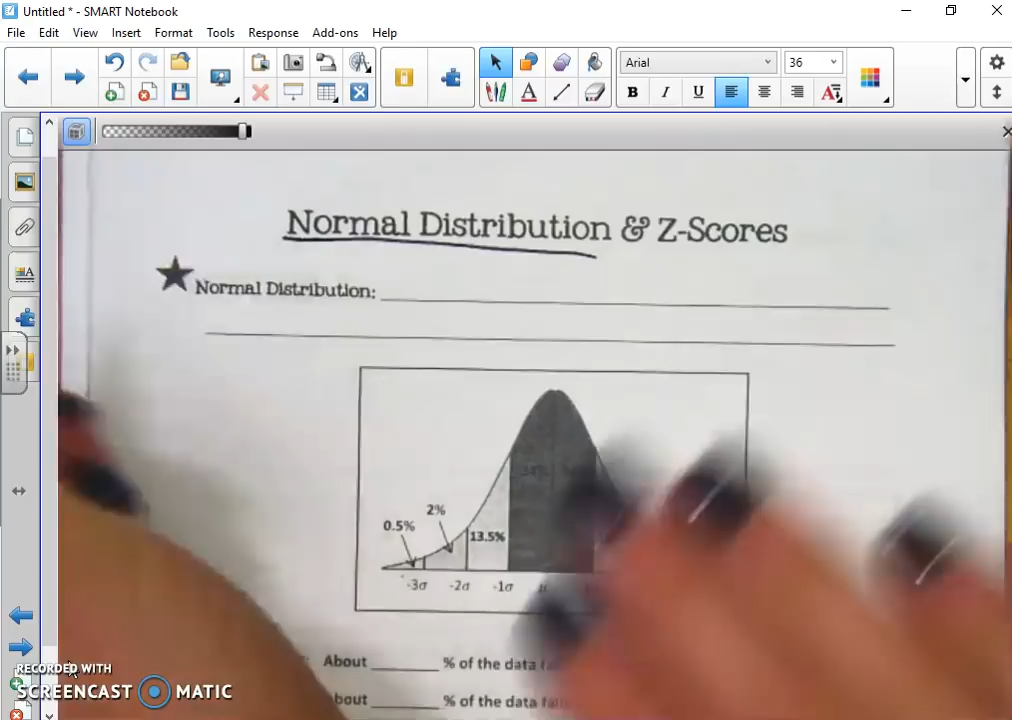 Untitled * - SMART Notebook
File Edit View Insert Format Tools Response Add-ons Help
Arial 36
B I U A
Normal Distribution & Z-Scores
Normal Distribution:
0.5%
2%
13.5%
-3σ -2σ -1σ
About ______ % of the data
______ % of the data
RECORDED WITH
SCREENCAST MATIC